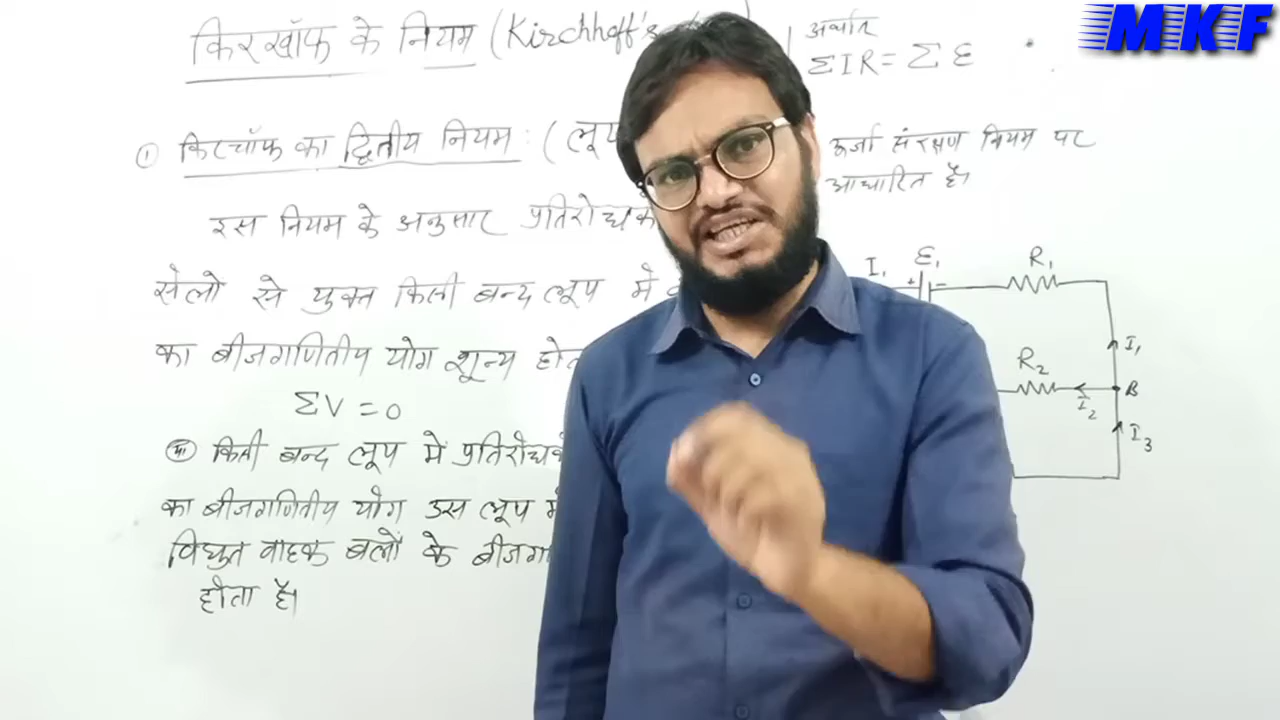 किरखॉफ के नियम (Kirchhoff's
① किरचॉफ का द्वितीय नियम : ( लूप
इस नियम के अनुसार प्रतिरोधक
सेलो से युक्त किसी बन्द लूप में
का बीजगणितीय योग शून्य होता
ΣV = 0
किसी बन्द लूप में प्रतिरोधक
का बीजगणितीय योग उस लूप में
विद्युत वाहक बलों के बीजग
होता है।
अर्थात
ΣIR = Σ ε
ऊर्जा संरक्षण नियम पर
आधारित है।
I₁ ε₁ R₁
+ −
I₁
R₂
B
I₂
I₃
MKF